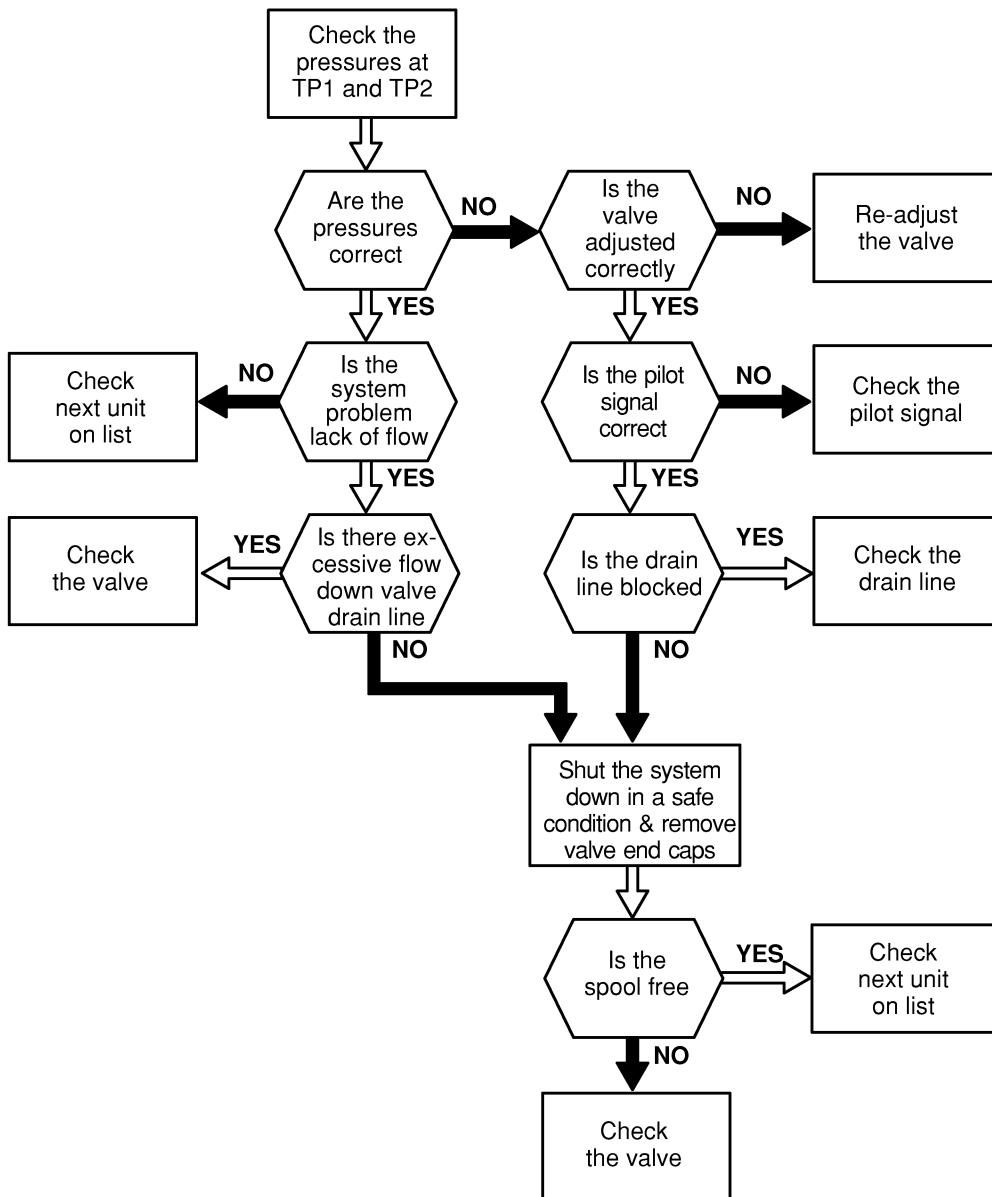 Check the
pressures at
TP1 and TP2
Are the
pressures
correct
NO
Is the
valve
adjusted
correctly
NO
Re-adjust
the valve
YES
YES
Check
next unit
on list
NO
Is the
system
problem
lack of flow
Is the pilot
signal
correct
NO
Check the
pilot signal
YES
YES
Check
the valve
YES
Is there ex-
cessive flow
down valve
drain line
Is the drain
line blocked
YES
Check the
drain line
NO
NO
Shut the system
down in a safe
condition & remove
valve end caps
Is the
spool free
YES
Check
next unit
on list
NO
Check
the valve